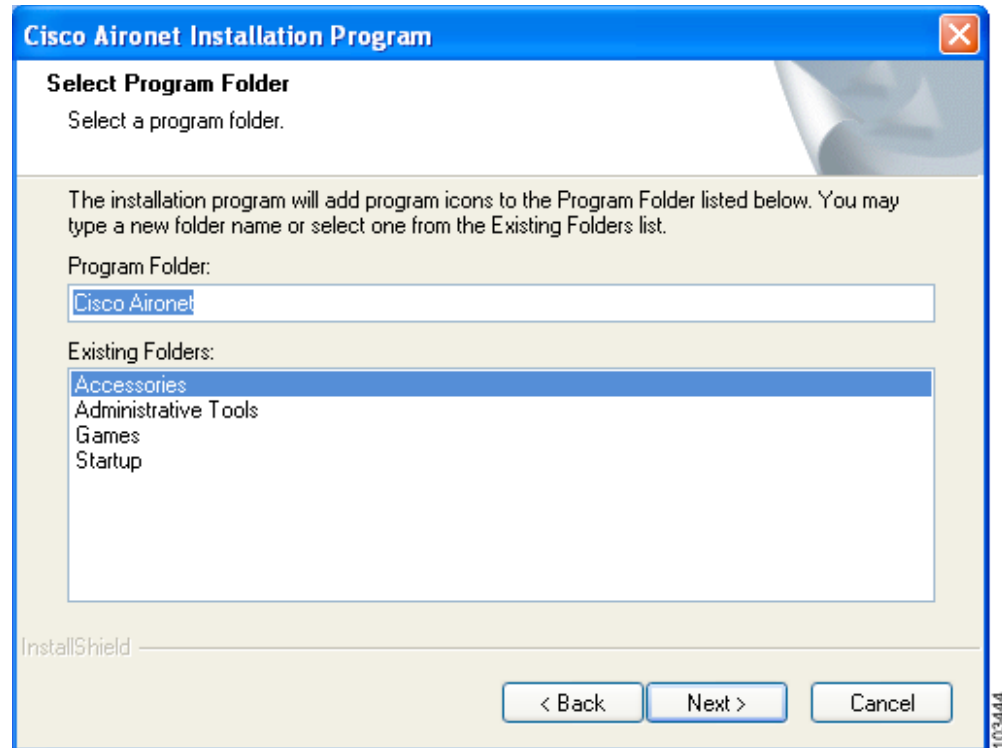 Cisco Aironet Installation Program
Select Program Folder
Select a program folder.
The installation program will add program icons to the Program Folder listed below. You may
type a new folder name or select one from the Existing Folders list.
Program Folder:
Cisco Aironet
Existing Folders:
Accessories
Administrative Tools
Games
Startup
InstallShield
< Back
Next >
Cancel
103444